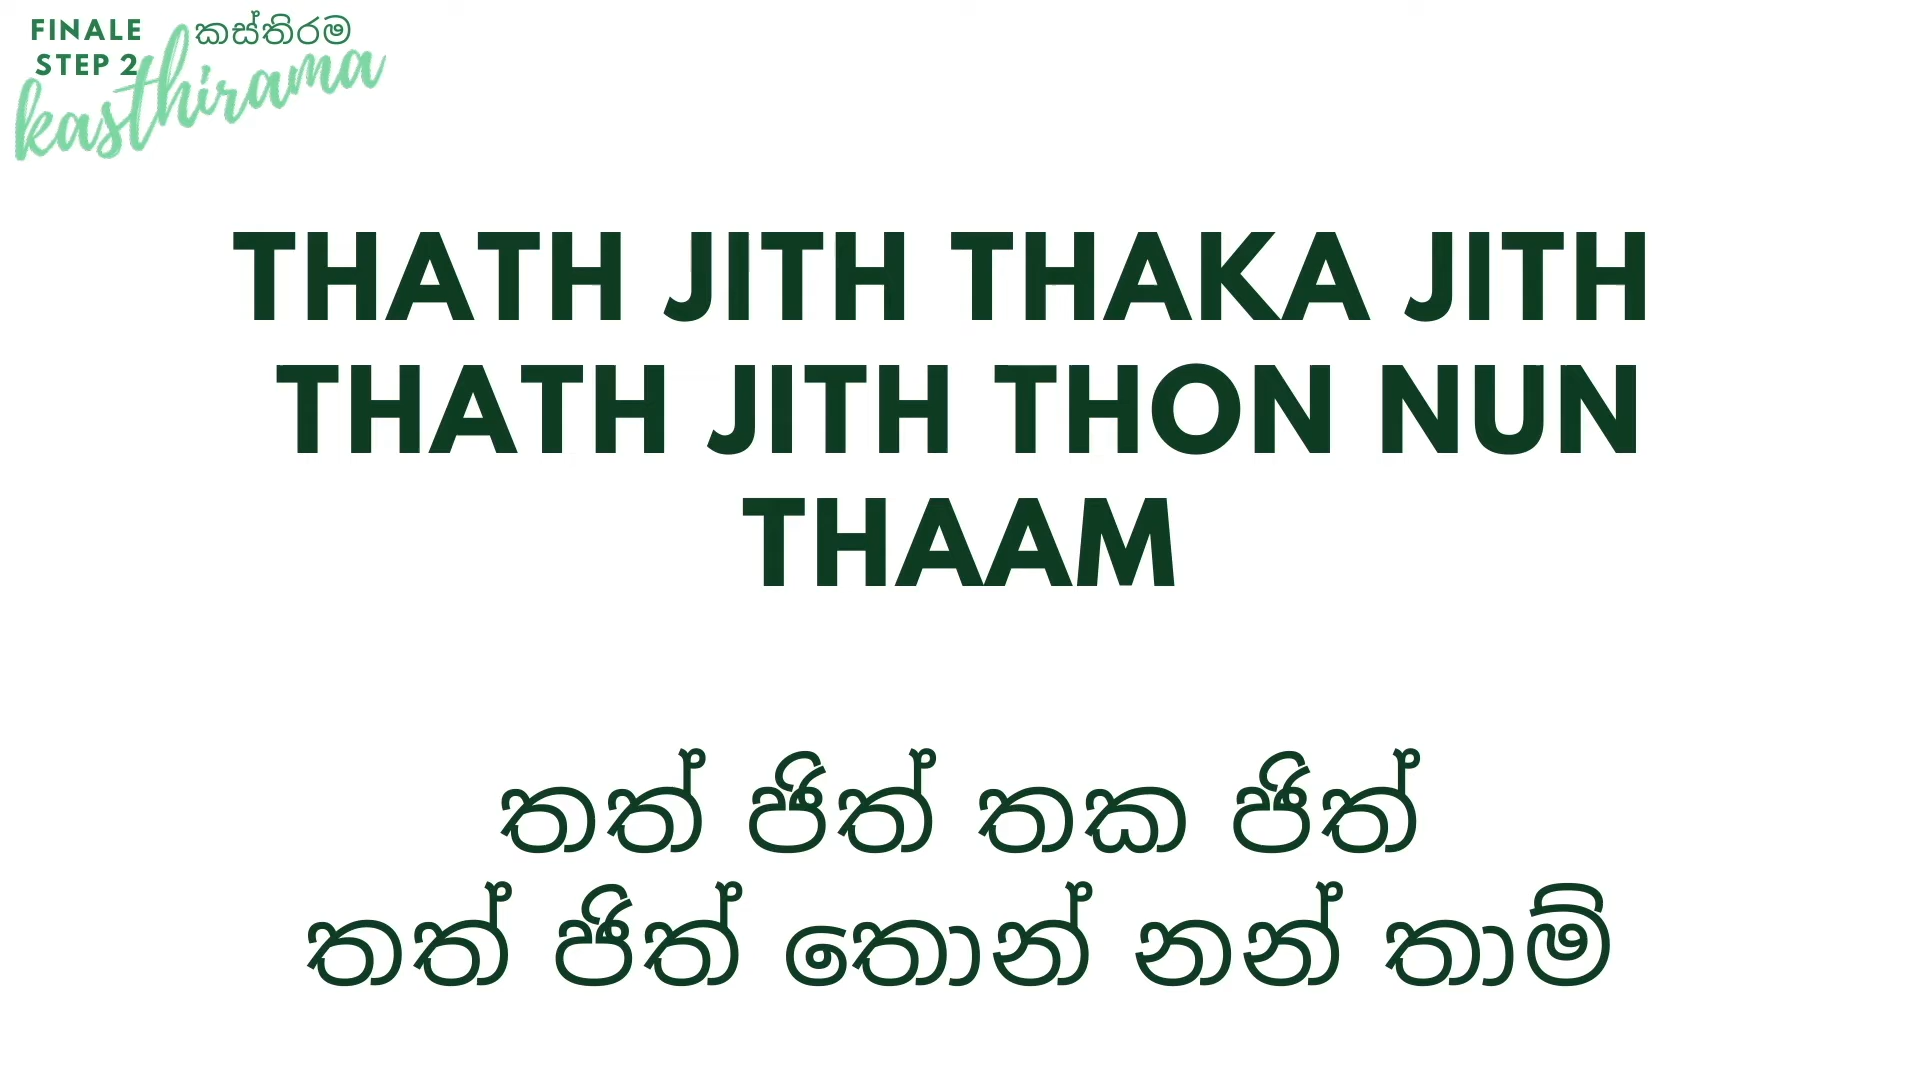 FINALE
STEP 2
කස්තිරම
kasthirama
THATH JITH THAKA JITH
THATH JITH THON NUN
THAAM
තත් ජිත් තක ජිත්
තත් ජිත් තොන් නන් තාම්